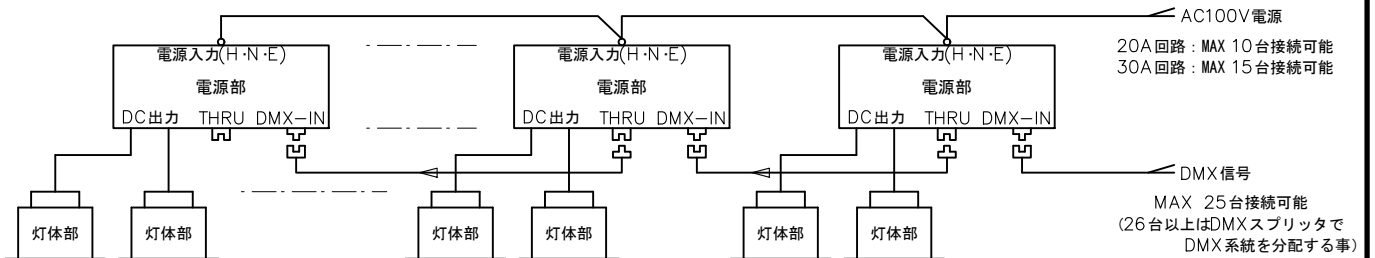 AC100V電源
20A回路：MAX 10台接続可能
30A回路：MAX 15台接続可能
電源入力(H・N・E)
電源部
DC出力 THRU DMX-IN
電源入力(H・N・E)
電源部
DC出力 THRU DMX-IN
電源入力(H・N・E)
電源部
DC出力 THRU DMX-IN
DMX信号
MAX 25台接続可能
(26台以上はDMXスプリッタで
DMX系統を分配する事)
灯体部
灯体部
灯体部
灯体部
灯体部
灯体部